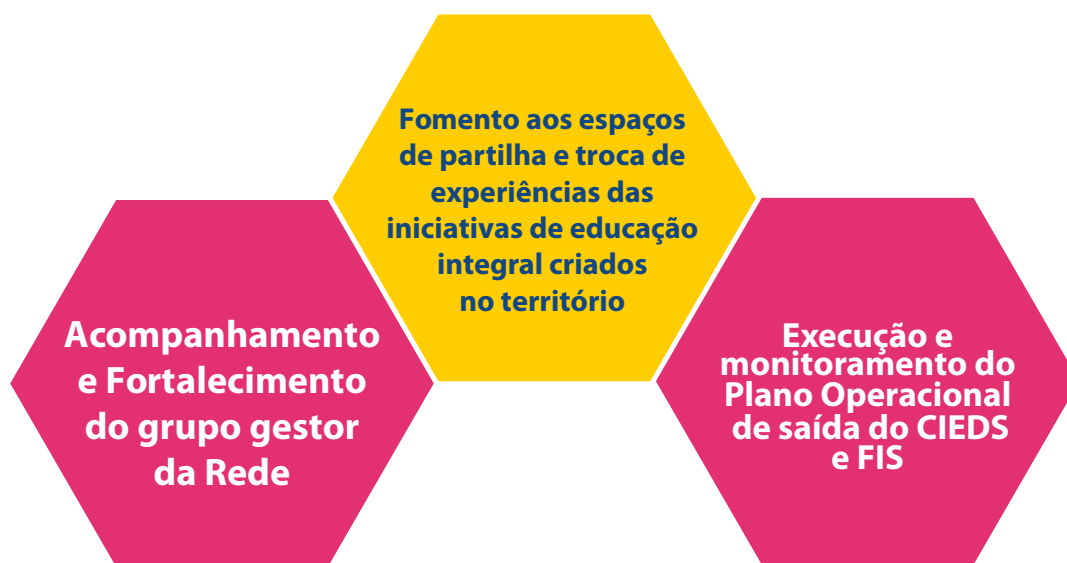 Fomento aos espaços
de partilha e troca de
experiências das
iniciativas de educação
integral criados
no território
Acompanhamento
e Fortalecimento
do grupo gestor
da Rede
Execução e
monitoramento do
Plano Operacional
de saída do CIEDS
e FIS